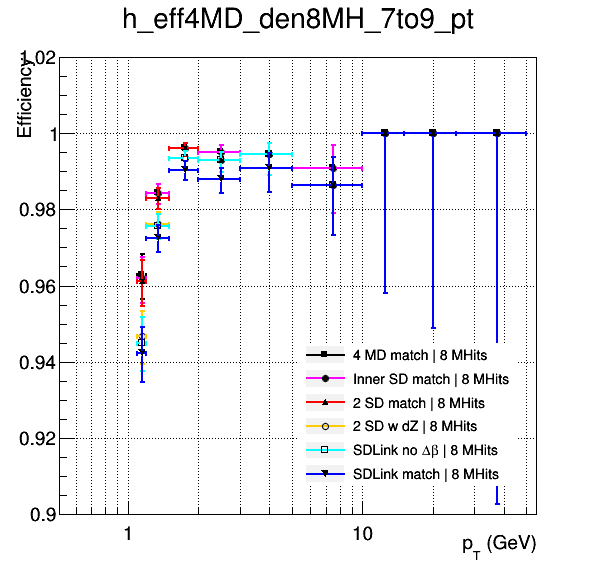 h_eff4MD_den8MH_7to9_pt
Efficiency
1.02
1
0.98
0.96
0.94
0.92
0.9
4 MD match | 8 MHits
Inner SD match | 8 MHits
2 SD match | 8 MHits
2 SD w dZ | 8 MHits
SDLink no Δβ | 8 MHits
SDLink match | 8 MHits
1
10
p_T (GeV)